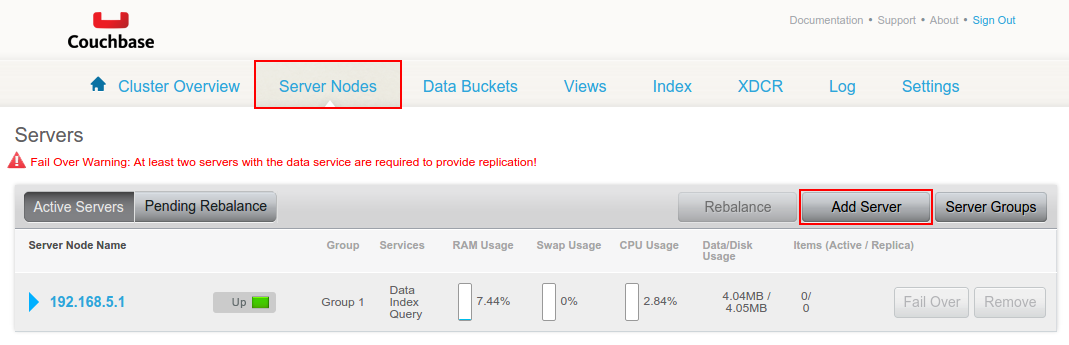 Couchbase
Documentation • Support • About • Sign Out
Cluster Overview Server Nodes Data Buckets Views Index XDCR Log Settings
Servers
Fail Over Warning: At least two servers with the data service are required to provide replication!
Active Servers Pending Rebalance Rebalance Add Server Server Groups
Server Node Name Group Services RAM Usage Swap Usage CPU Usage Data/Disk Items (Active / Replica)
Usage
192.168.5.1 Up Group 1 Data 7.44% 0% 2.84% 4.04MB / 0/ Fail Over Remove
Index 4.05MB 0
Query